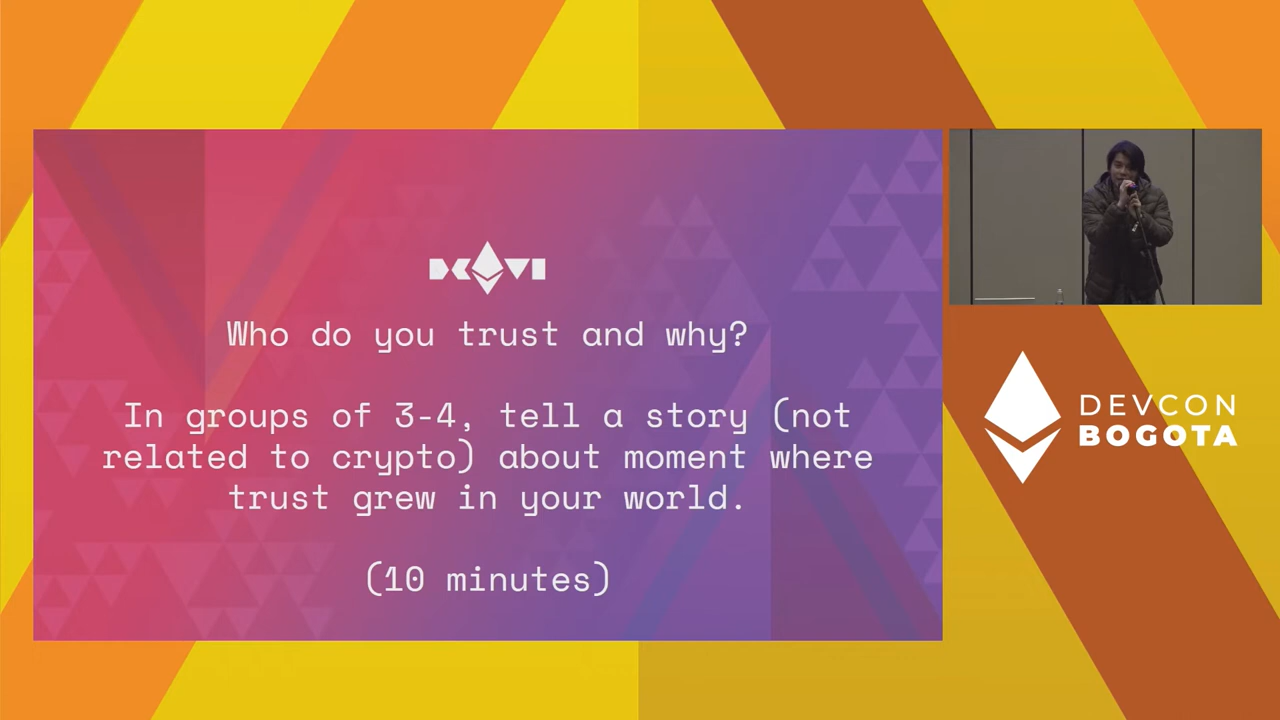 Who do you trust and why?
In groups of 3-4, tell a story (not
related to crypto) about moment where
trust grew in your world.
(10 minutes)
DEVCON
BOGOTA